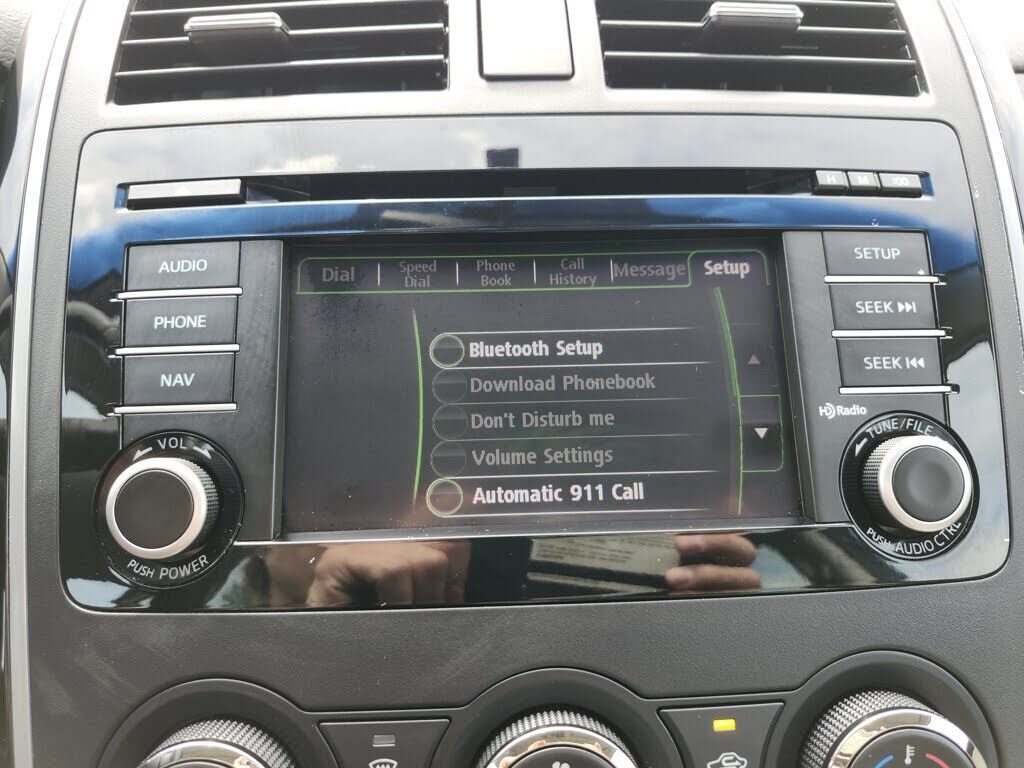 H M :00
AUDIO
PHONE
NAV
VOL
PUSH POWER
Dial
Speed
Dial
Phone
Book
Call
History
Message
Setup
Bluetooth Setup
Download Phonebook
Don't Disturb me
Volume Settings
Automatic 911 Call
SETUP
SEEK
SEEK
HD Radio
TUNE/FILE
PUSH AUDIO CTRL